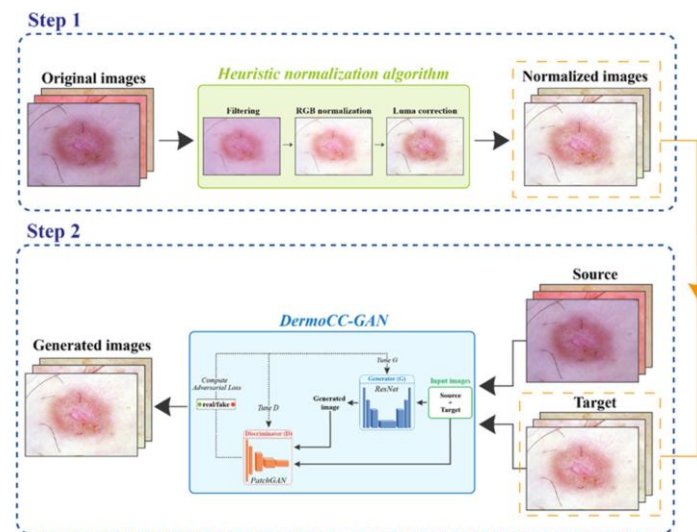 Step 1
Original images
Heuristic normalization algorithm
Filtering
RGB normalization
Luma correction
Normalized images
Step 2
Source
DermoCC-GAN
Generated images
Tune G
Compute
Adversarial Loss
Generator (G)
ResNet
Input images
Source
+
Target
real/fake
Tune D
Generated
image
Discriminator (D)
PatchGAN
Target